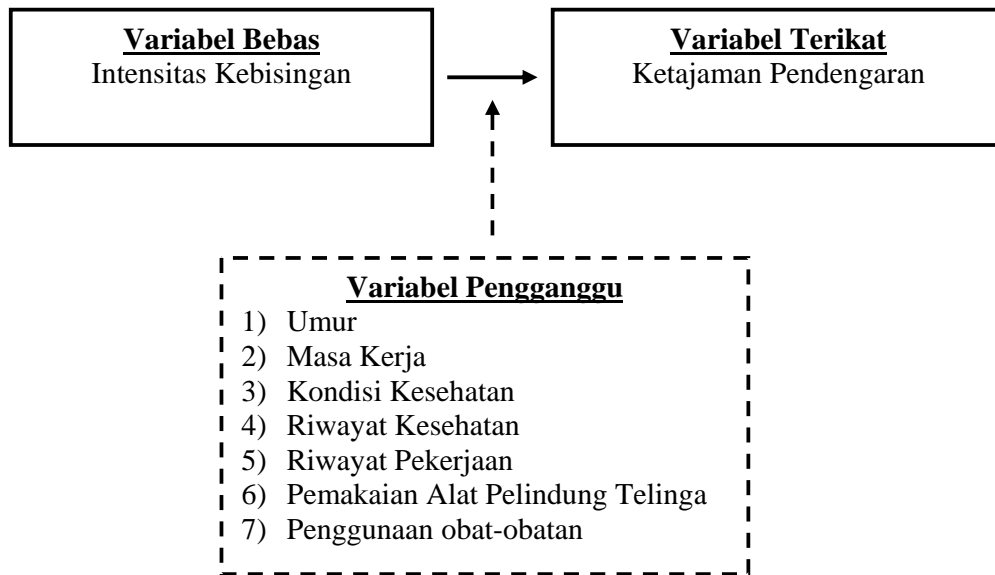 Variabel Bebas
Intensitas Kebisingan
Variabel Terikat
Ketajaman Pendengaran
Variabel Pengganggu
1) Umur
2) Masa Kerja
3) Kondisi Kesehatan
4) Riwayat Kesehatan
5) Riwayat Pekerjaan
6) Pemakaian Alat Pelindung Telinga
7) Penggunaan obat-obatan